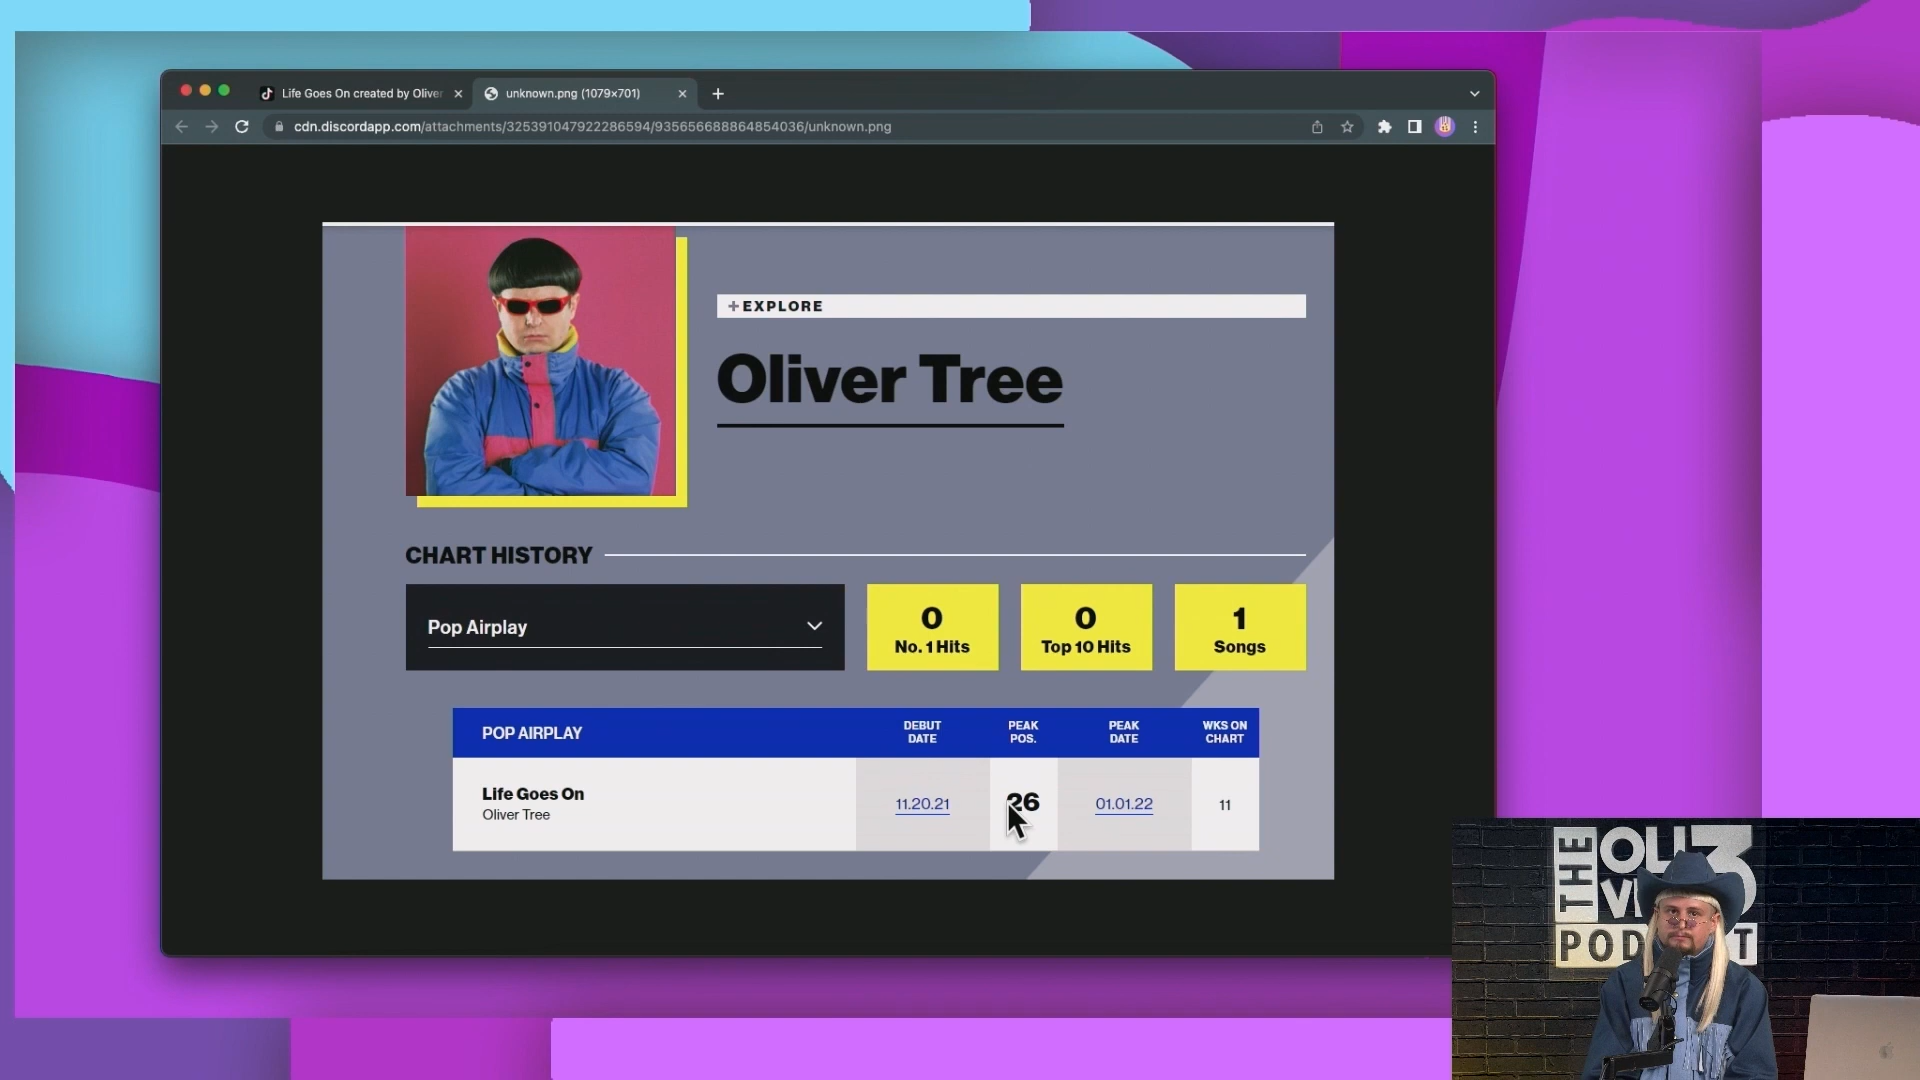 Life Goes On created by Oliver
unknown.png (1079×701)
cdn.discordapp.com/attachments/325391047922286594/935656688864854036/unknown.png
+EXPLORE
Oliver Tree
CHART HISTORY
Pop Airplay
0
No. 1 Hits
0
Top 10 Hits
1
Songs
POP AIRPLAY
DEBUT DATE
PEAK POS.
PEAK DATE
WKS ON CHART
Life Goes On
Oliver Tree
11.20.21
26
01.01.22
11
THE